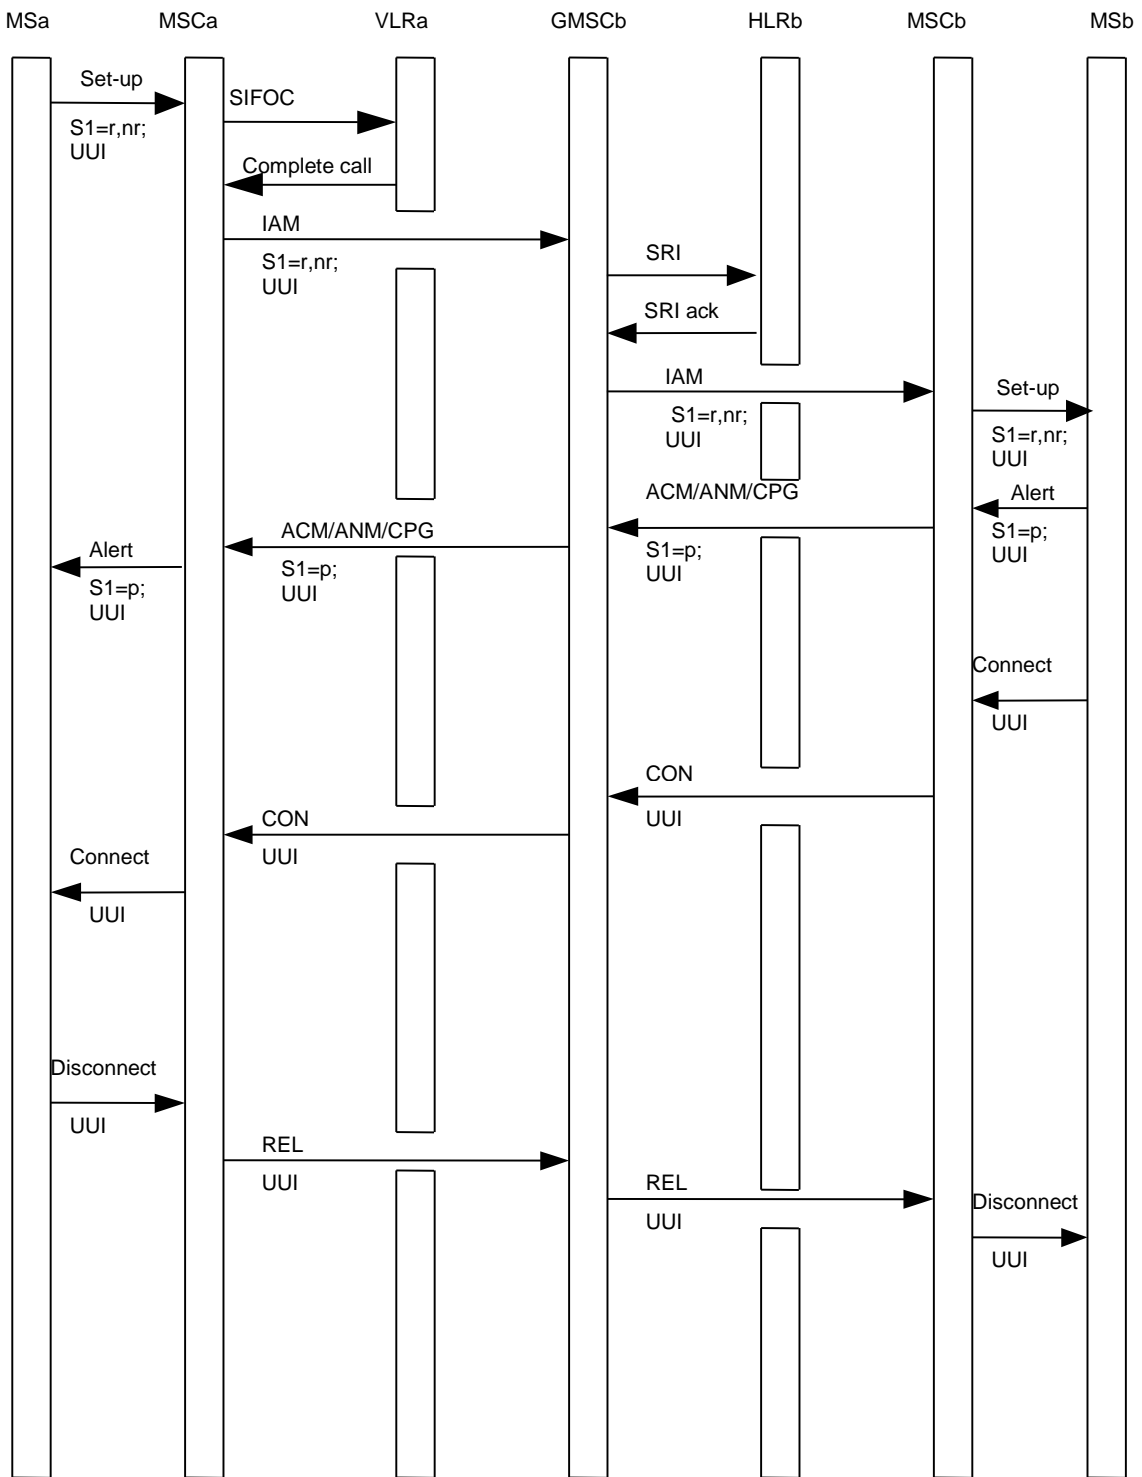 MSa MSCa VLRa GMSCb HLRb MSCb MSb
Set-up
SIFOC
S1=r,nr;
UUI
Complete call
IAM
S1=r,nr;
UUI
SRI
SRI ack
IAM
S1=r,nr;
UUI
Set-up
S1=r,nr;
UUI
Alert
S1=p;
UUI
ACM/ANM/CPG
S1=p;
UUI
ACM/ANM/CPG
S1=p;
UUI
Alert
S1=p;
UUI
Connect
UUI
CON
UUI
CON
UUI
Connect
UUI
Disconnect
UUI
REL
UUI
REL
UUI
Disconnect
UUI